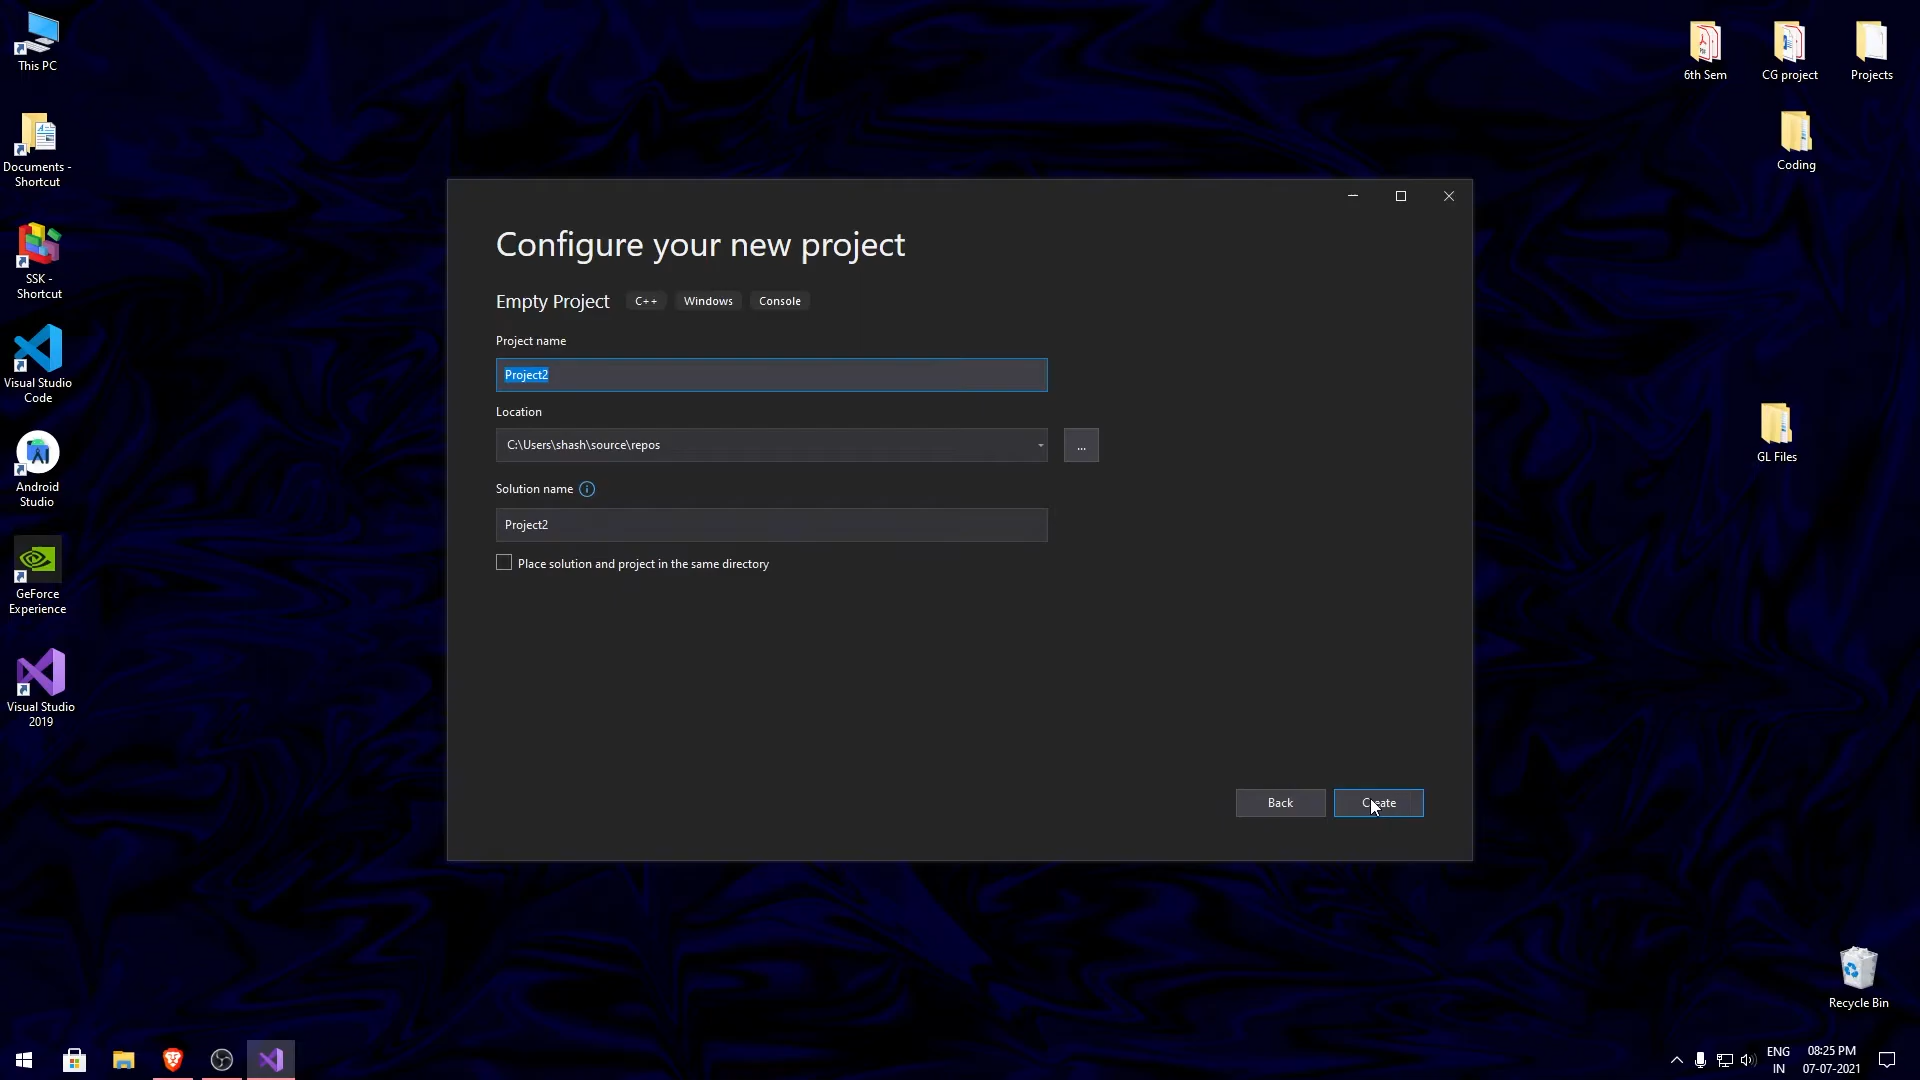 This PC
Documents -
Shortcut
SSK -
Shortcut
Visual Studio
Code
Android
Studio
GeForce
Experience
Visual Studio
2019
Configure your new project
Empty Project
C++
Windows
Console
Project name
Project2
Location
C:\Users\shash\source\repos
...
Solution name
Project2
Place solution and project in the same directory
Back
Create
6th Sem
CG project
Projects
Coding
GL Files
Recycle Bin
ENG
IN
08:25 PM
07-07-2021